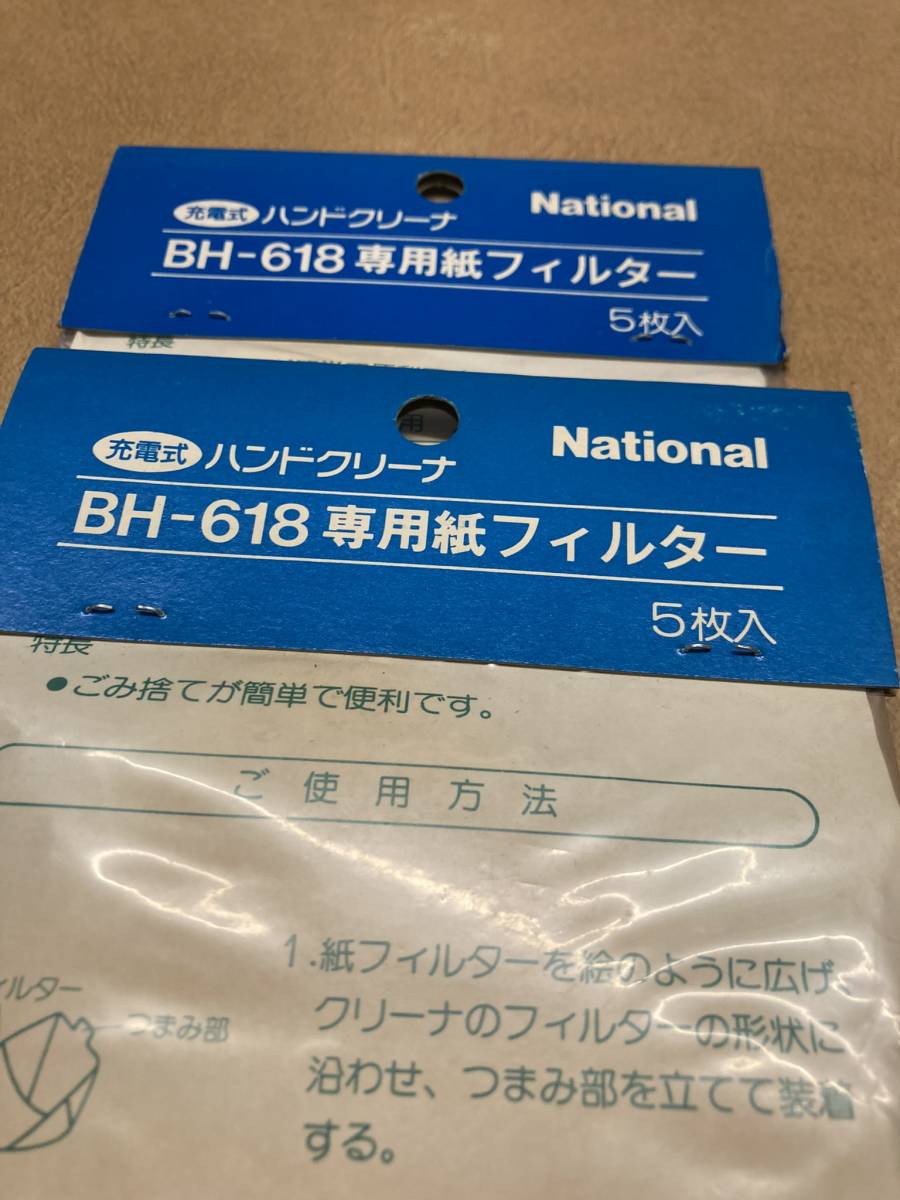 充電式 ハンドクリーナ National
BH-618 専用紙フィルター
5枚入
特長
充電式 ハンドクリーナ National
BH-618 専用紙フィルター
5枚入
特長
●ごみ捨てが簡単で便利です。
ご使用方法
1.紙フィルターを絵のように広げ、
クリーナのフィルターの形状に
沿わせ、つまみ部を立てて装着
する。
ィルター
つまみ部